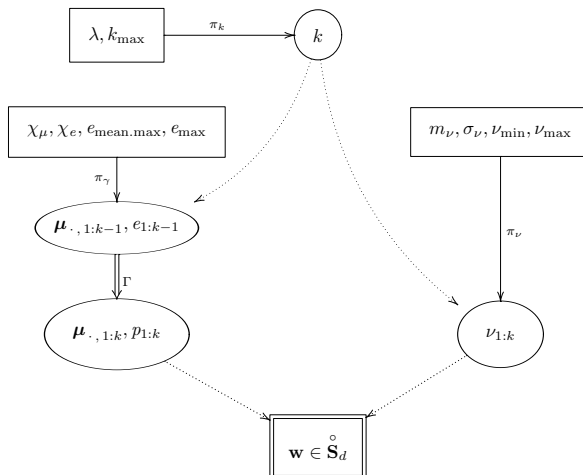 λ, k_max
π_k
k
χ_μ, χ_e, e_mean.max, e_max
m_ν, σ_ν, ν_min, ν_max
π_γ
μ_{·,1:k−1}, e_{1:k−1}
π_ν
Γ
μ_{·,1:k}, p_{1:k}
ν_{1:k}
w ∈ S̊_d